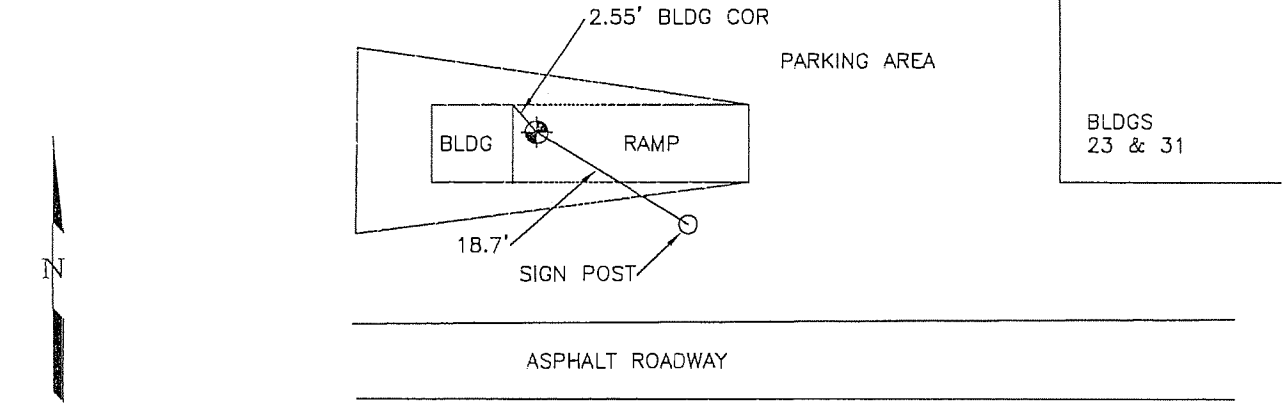 2.55' BLDG COR
PARKING AREA
BLDG
RAMP
BLDGS
23 & 31
18.7'
SIGN POST
N
ASPHALT ROADWAY